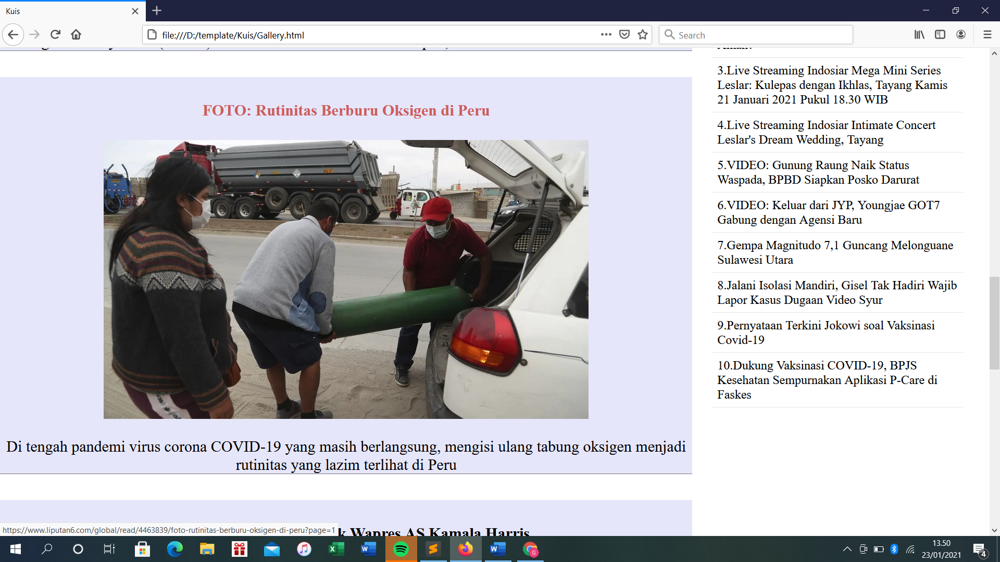 Kuis
file:///D:/template/Kuis/Gallery.html
Search
3.Live Streaming Indosiar Mega Mini Series
Leslar: Kulepas dengan Ikhlas, Tayang Kamis
21 Januari 2021 Pukul 18.30 WIB
4.Live Streaming Indosiar Intimate Concert
Leslar's Dream Wedding, Tayang
5.VIDEO: Gunung Raung Naik Status
Waspada, BPBD Siapkan Posko Darurat
6.VIDEO: Keluar dari JYP, Youngjae GOT7
Gabung dengan Agensi Baru
7.Gempa Magnitudo 7,1 Guncang Melonguane
Sulawesi Utara
8.Jalani Isolasi Mandiri, Gisel Tak Hadiri Wajib
Lapor Kasus Dugaan Video Syur
9.Pernyataan Terkini Jokowi soal Vaksinasi
Covid-19
10.Dukung Vaksinasi COVID-19, BPJS
Kesehatan Sempurnakan Aplikasi P-Care di
Faskes
FOTO: Rutinitas Berburu Oksigen di Peru
Di tengah pandemi virus corona COVID-19 yang masih berlangsung, mengisi ulang tabung oksigen menjadi
rutinitas yang lazim terlihat di Peru
k Wapres AS Kamala Harris
https://www.liputan6.com/global/read/4463839/foto-rutinitas-berburu-oksigen-di-peru?page=1
13.50
23/01/2021
4